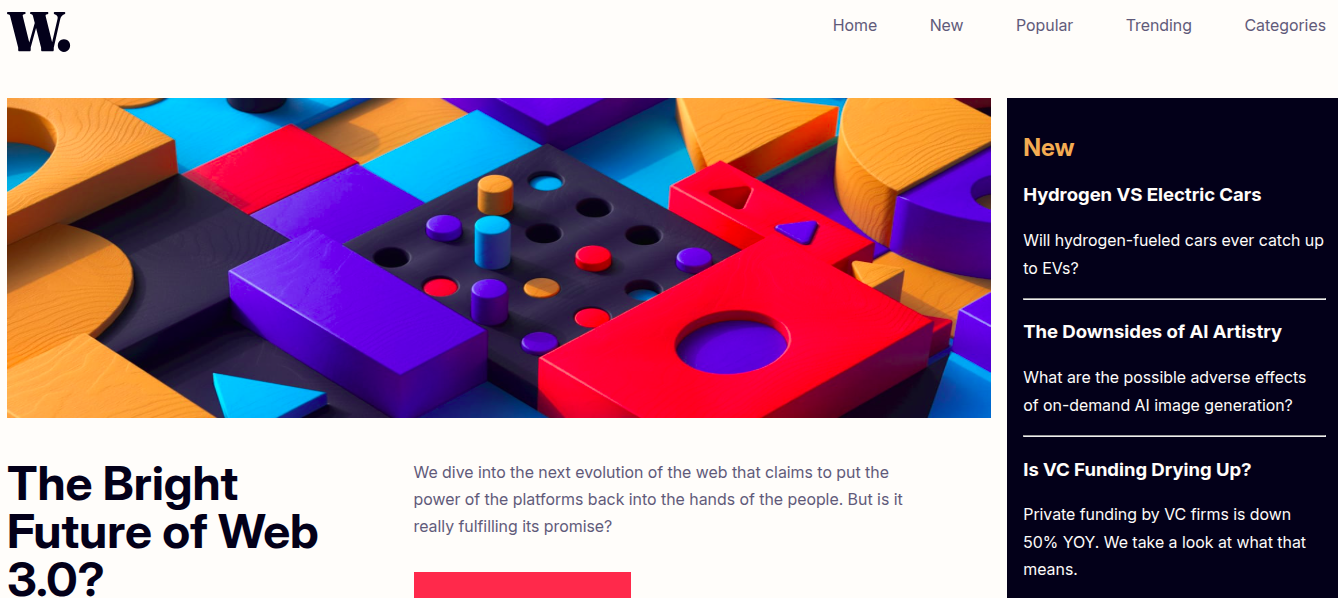 W.
Home
New
Popular
Trending
Categories
New
Hydrogen VS Electric Cars
Will hydrogen-fueled cars ever catch up
to EVs?
The Downsides of AI Artistry
What are the possible adverse effects
of on-demand AI image generation?
Is VC Funding Drying Up?
Private funding by VC firms is down
50% YOY. We take a look at what that
means.
The Bright
Future of Web
3.0?
We dive into the next evolution of the web that claims to put the
power of the platforms back into the hands of the people. But is it
really fulfilling its promise?